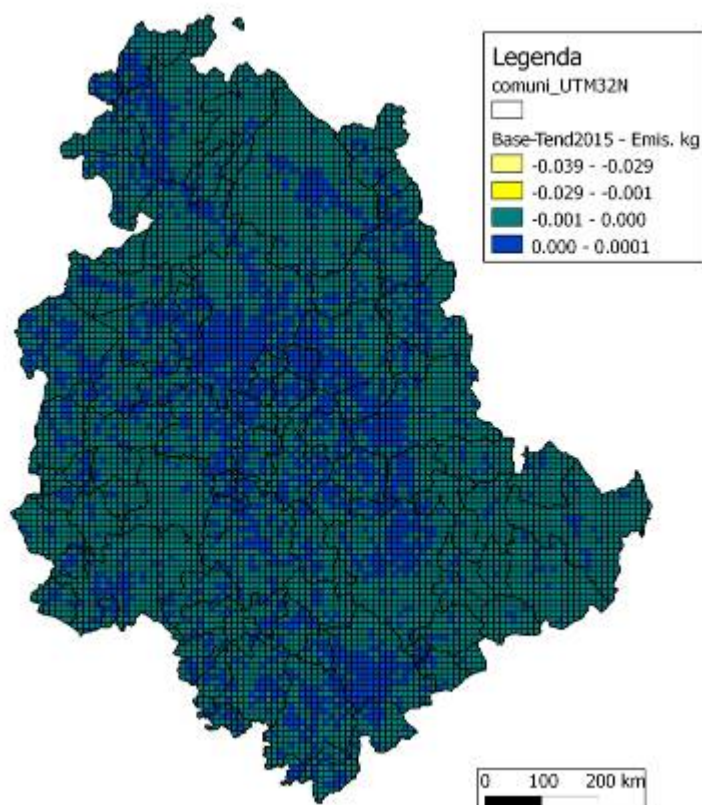 Legenda
comuni_UTM32N
Base-Tend2015 - Emis. kg
-0.039 - -0.029
-0.029 - -0.001
-0.001 - 0.000
0.000 - 0.0001
0 100 200 km